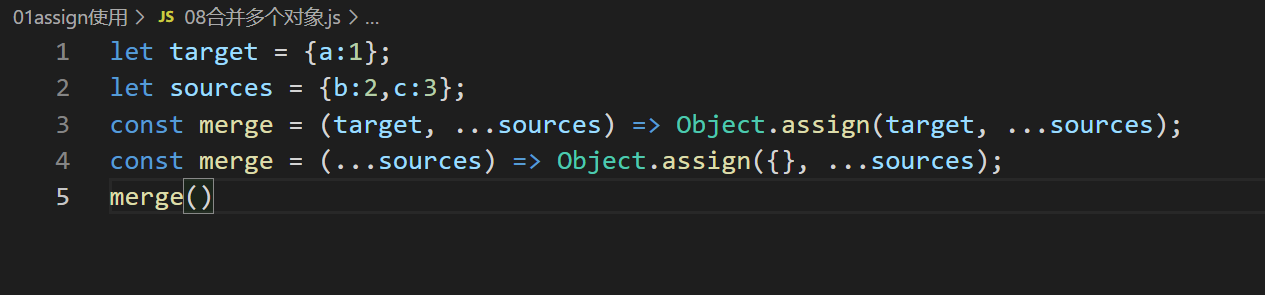 01assign使用 > JS 08合并多个对象.js > ...
1 let target = {a:1};
2 let sources = {b:2,c:3};
3 const merge = (target, ...sources) => Object.assign(target, ...sources);
4 const merge = (...sources) => Object.assign({}, ...sources);
5 merge()